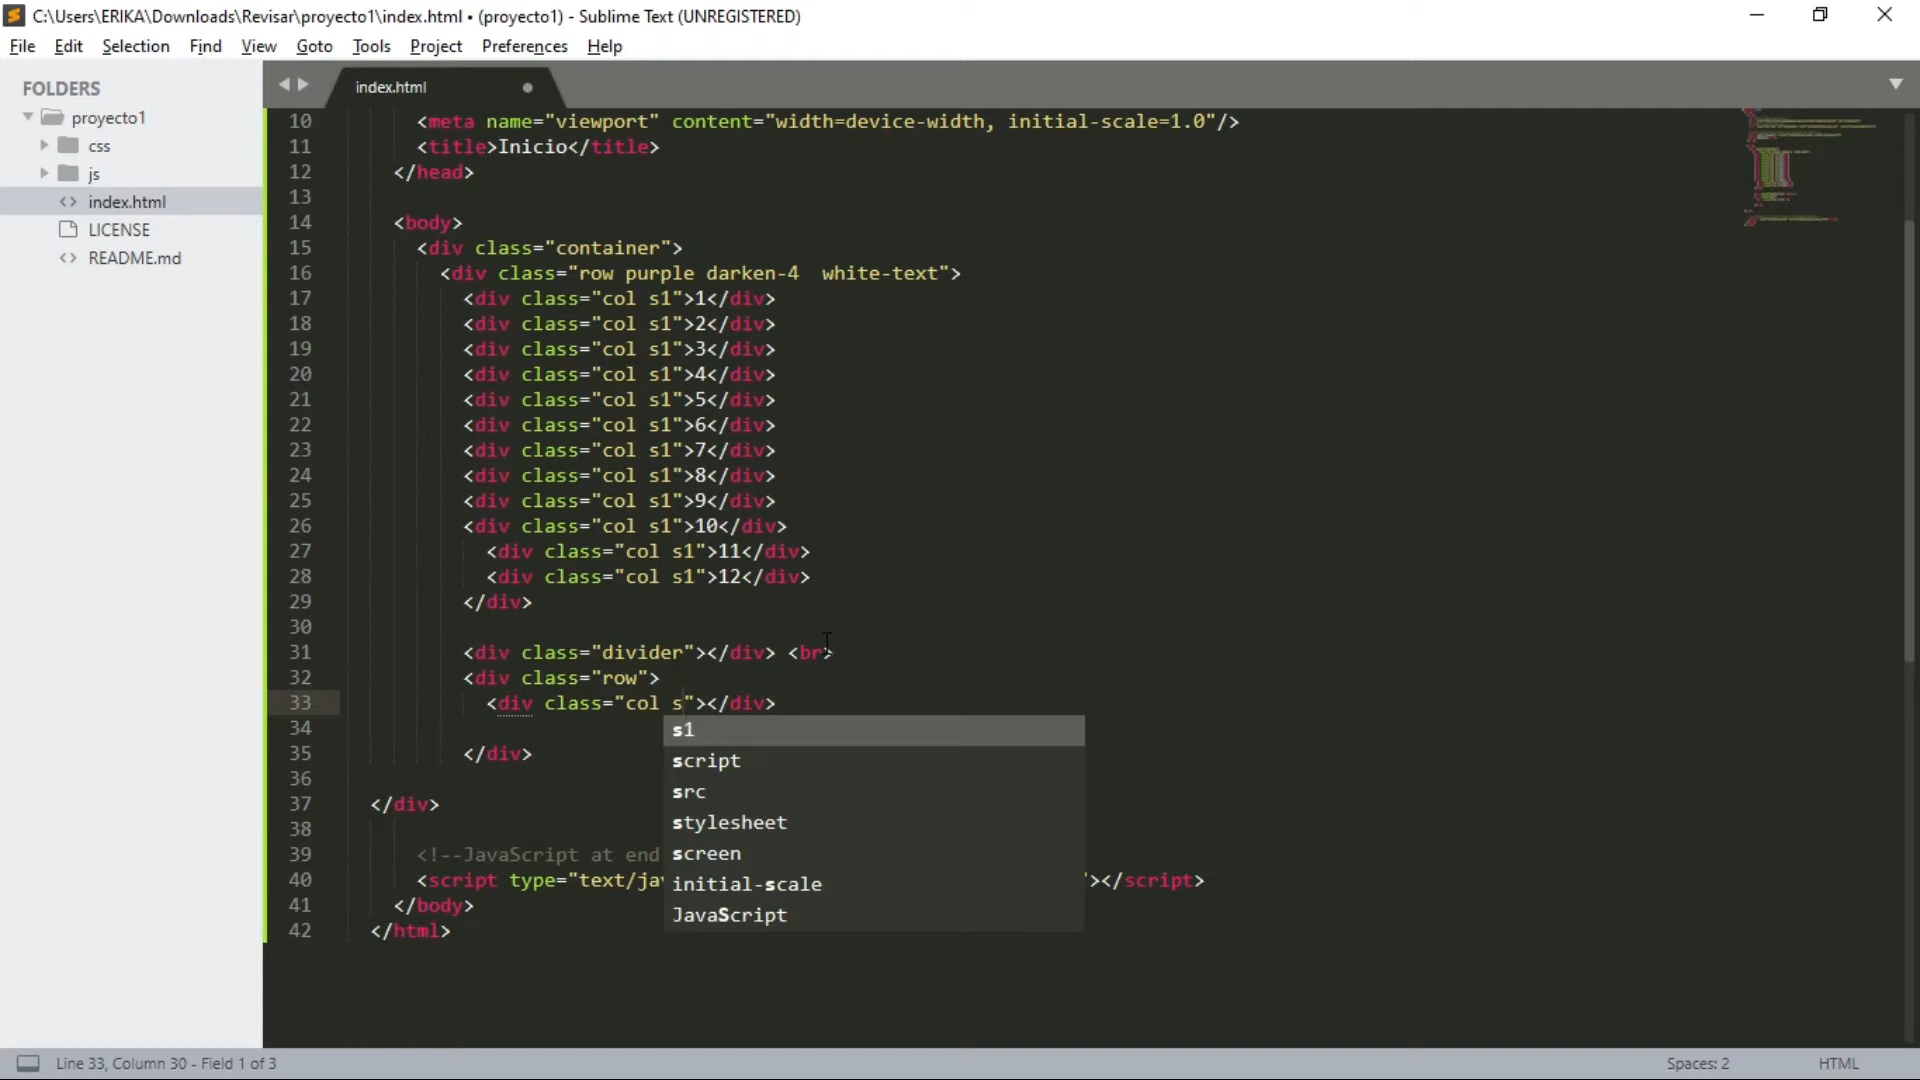 C:\Users\ERIKA\Downloads\Revisar\proyecto1\index.html • (proyecto1) - Sublime Text (UNREGISTERED)
File Edit Selection Find View Goto Tools Project Preferences Help
FOLDERS
proyecto1
css
js
index.html
LICENSE
README.md
index.html
10 <meta name="viewport" content="width=device-width, initial-scale=1.0"/>
11 <title>Inicio</title>
12 </head>
13
14 <body>
15 <div class="container">
16 <div class="row purple darken-4  white-text">
17 <div class="col s1">1</div>
18 <div class="col s1">2</div>
19 <div class="col s1">3</div>
20 <div class="col s1">4</div>
21 <div class="col s1">5</div>
22 <div class="col s1">6</div>
23 <div class="col s1">7</div>
24 <div class="col s1">8</div>
25 <div class="col s1">9</div>
26 <div class="col s1">10</div>
27 <div class="col s1">11</div>
28 <div class="col s1">12</div>
29 </div>
30
31 <div class="divider"></div> <br>
32 <div class="row">
33 <div class="col s"></div>
34
35 </div>
36
37 </div>
38
39 <!--JavaScript at end
40 <script type="text/jav "></script>
41 </body>
42 </html>
s1
script
src
stylesheet
screen
initial-scale
JavaScript
Line 33, Column 30 - Field 1 of 3
Spaces: 2
HTML